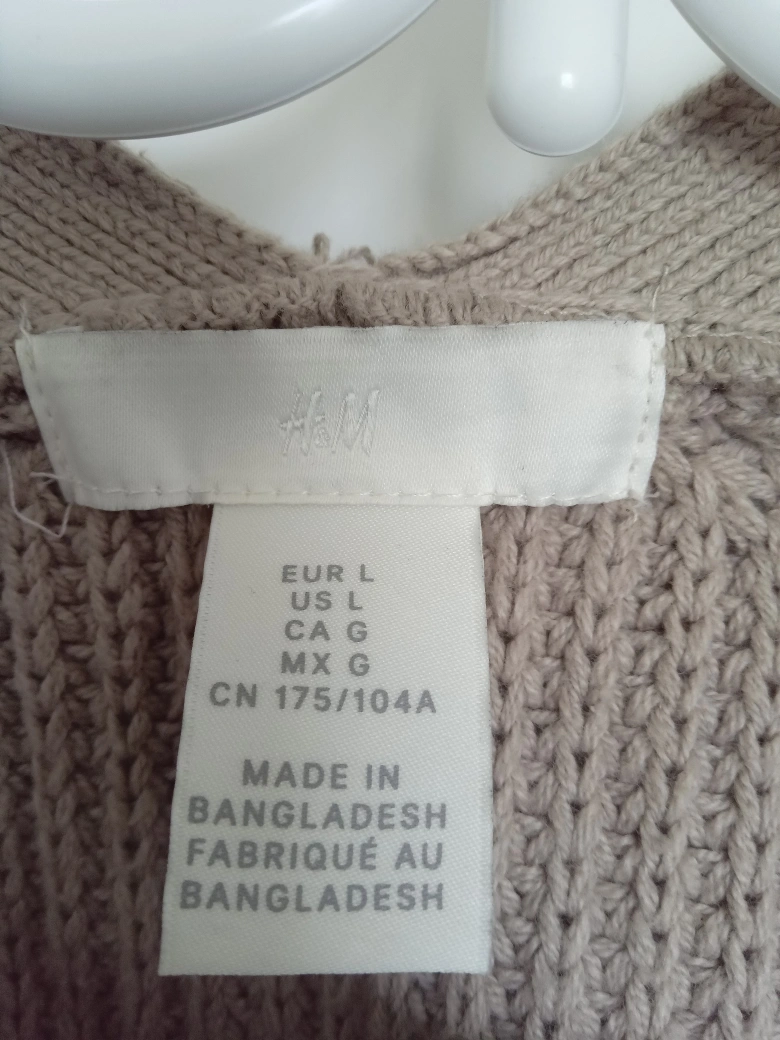 H&M
EUR L
US L
CA G
MX G
CN 175/104A
MADE IN
BANGLADESH
FABRIQUÉ AU
BANGLADESH